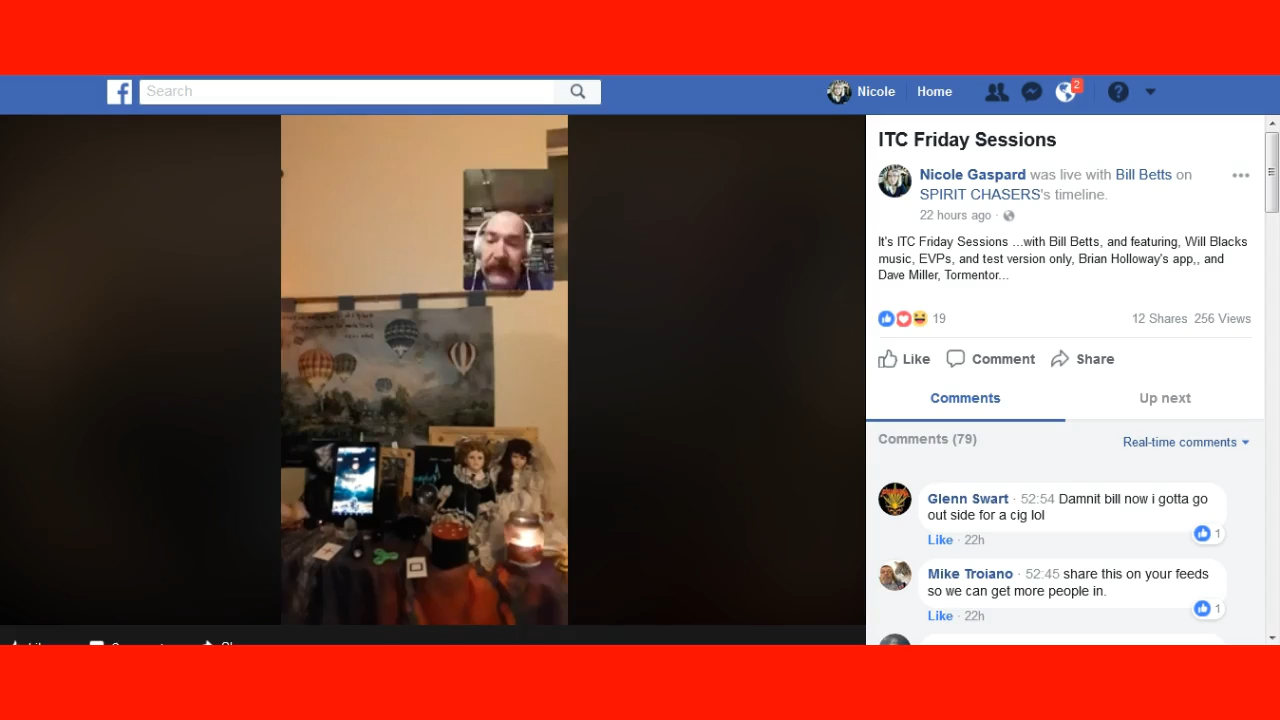 Search
Nicole
Home
2
?
ITC Friday Sessions
Nicole Gaspard was live with Bill Betts on
SPIRIT CHASERS's timeline.
22 hours ago ·
It's ITC Friday Sessions ...with Bill Betts, and featuring, Will Blacks
music, EVPs, and test version only, Brian Holloway's app,, and
Dave Miller, Tormentor...
19
12 Shares 256 Views
Like
Comment
Share
Comments
Up next
Comments (79)
Real-time comments
Glenn Swart · 52:54 Damnit bill now i gotta go
out side for a cig lol
1
Like · 22h
Mike Troiano · 52:45 share this on your feeds
so we can get more people in.
1
Like · 22h